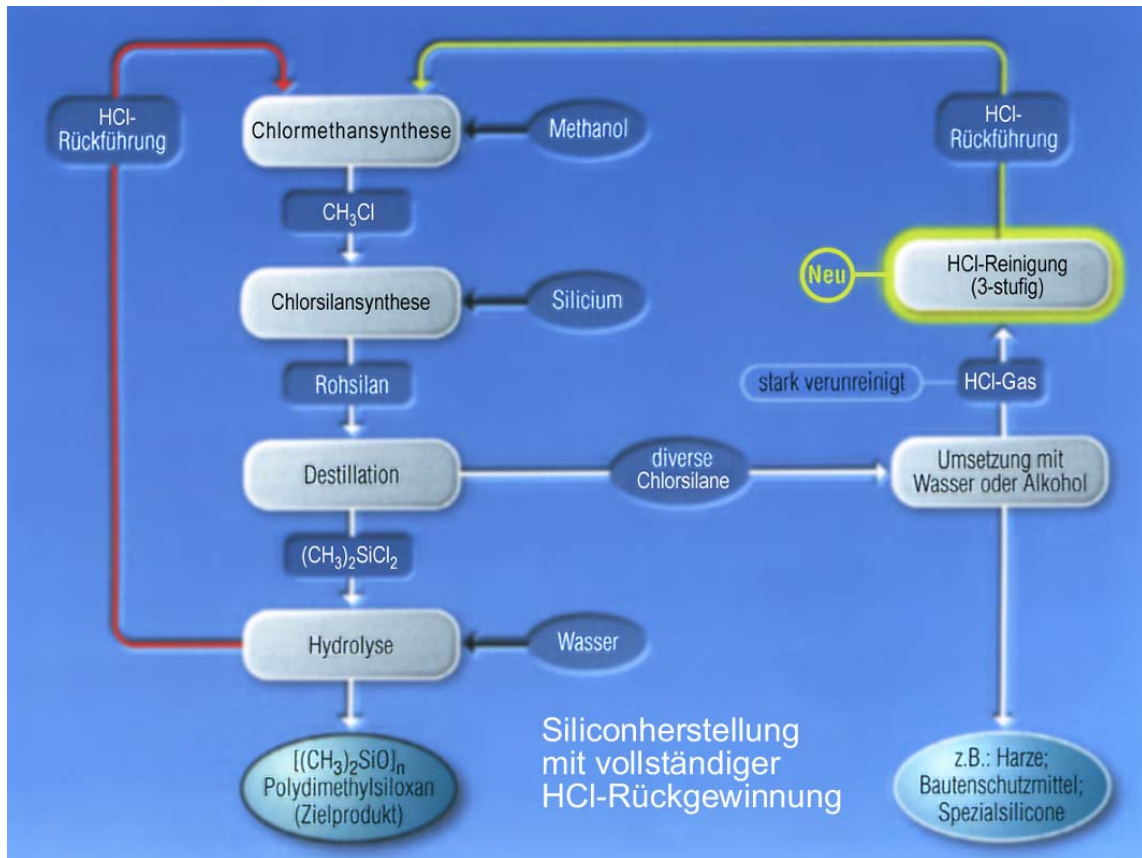 HCl-
Rückführung
Chlormethansynthese
Methanol
HCl-
Rückführung
CH₃Cl
Neu
HCl-Reinigung
(3-stufig)
Chlorsilansynthese
Silicium
Rohsilan
stark verunreinigt
HCl-Gas
Destillation
diverse
Chlorsilane
Umsetzung mit
Wasser oder Alkohol
(CH₃)₂SiCl₂
Hydrolyse
Wasser
[(CH₃)₂SiO]ₙ
Polydimethylsiloxan
(Zielprodukt)
Siliconherstellung
mit vollständiger
HCl-Rückgewinnung
z.B.: Harze;
Bautenschutzmittel;
Spezialsilicone